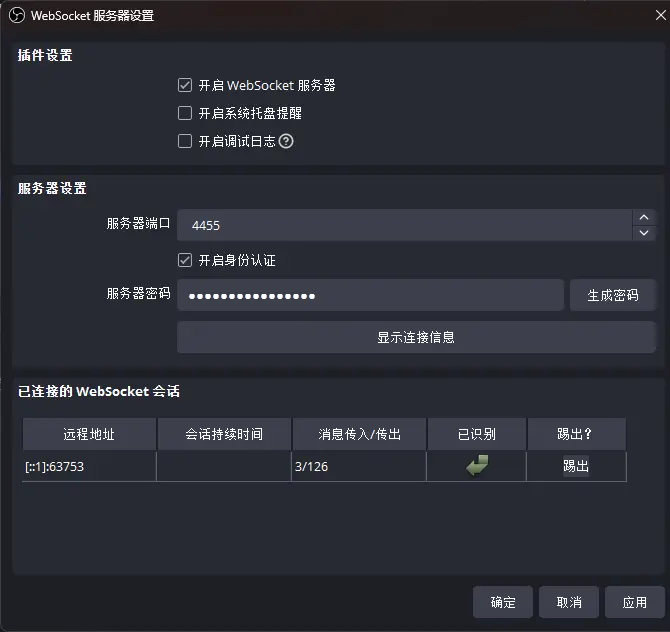 WebSocket 服务器设置
插件设置
开启 WebSocket 服务器
开启系统托盘提醒
开启调试日志
服务器设置
服务器端口 4455
开启身份认证
服务器密码 ●●●●●●●●●●●●●●●● 生成密码
显示连接信息
已连接的 WebSocket 会话
远程地址 会话持续时间 消息传入/传出 已识别 踢出？
[::1]:63753 3/126 踢出
确定 取消 应用